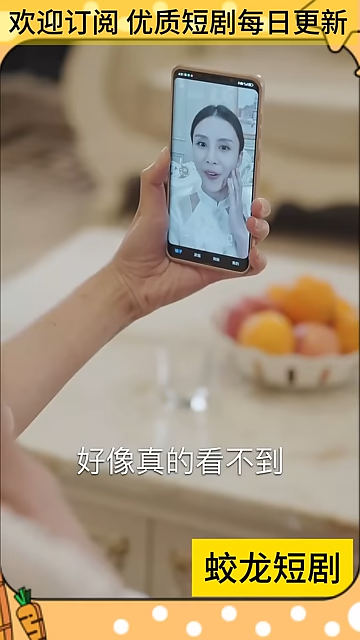 欢迎订阅 优质短剧每日更新
好像真的看不到
蛟龙短剧